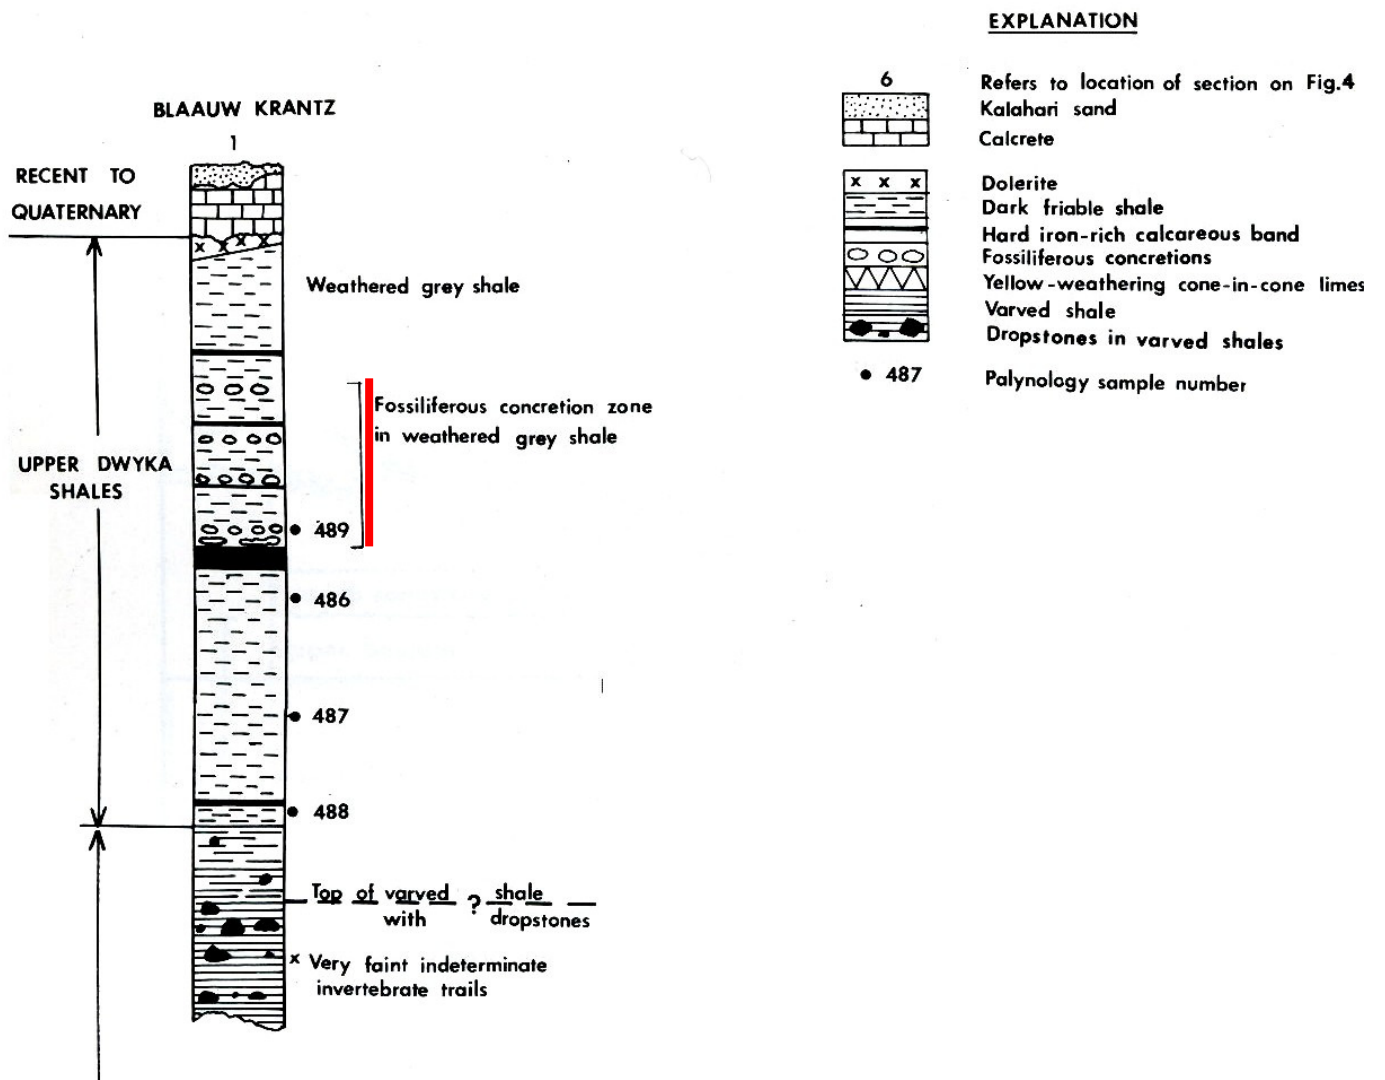 EXPLANATION
6
Refers to location of section on Fig.4
Kalahari sand
Calcrete
Dolerite
Dark friable shale
Hard iron-rich calcareous band
Fossiliferous concretions
Yellow-weathering cone-in-cone limes
Varved shale
Dropstones in varved shales
487
Palynology sample number
BLAAUW KRANTZ
1
RECENT TO
QUATERNARY
Weathered grey shale
Fossiliferous concretion zone
in weathered grey shale
UPPER DWYKA
SHALES
489
486
487
488
Top of varved ? shale
with dropstones
x Very faint indeterminate
invertebrate trails